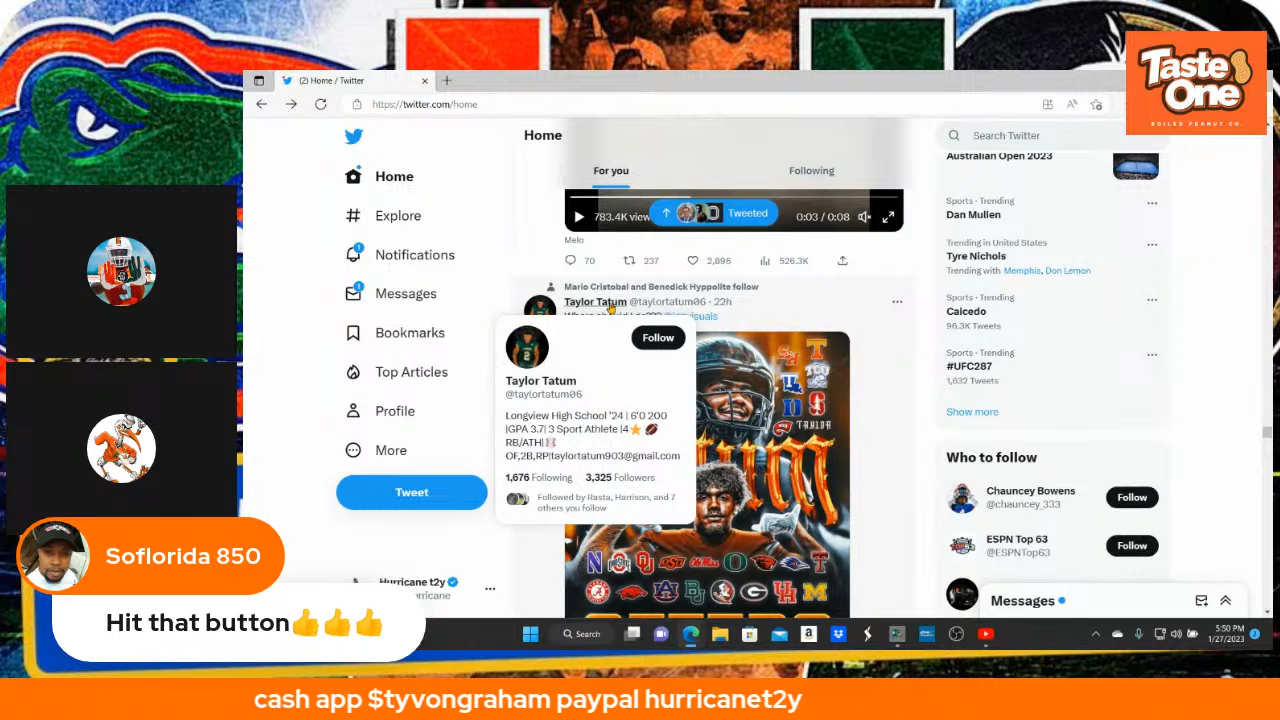 Taste
One
BOILED PEANUT CO.
(2) Home / Twitter
https://twitter.com/home
Home
Explore
Notifications
1
Messages
1
Bookmarks
Top Articles
Profile
More
Tweet
Hurricane t2y
Home
For you
Following
783.4K view
Tweeted
0:03 / 0:08
Melo
70
237
2,896
526.3K
Mario Cristobal and Benedick Hyppolite follow
Taylor Tatum @taylortatum06 · 22h
Follow
Taylor Tatum
@taylortatum06
Longview High School '24 | 6'0 200
|GPA 3.7| 3 Sport Athlete |4⭐ 🏈
RB/ATH|
OF,2B,RP|taylortatum903@gmail.com
1,676 Following 3,325 Followers
Followed by Rasta, Harrison, and 7
others you follow
Search Twitter
Australian Open 2023
Sports · Trending
Dan Mullen
Trending in United States
Tyre Nichols
Trending with Memphis, Don Lemon
Caicedo
96.3K Tweets
Sports · Trending
#UFC287
1,632 Tweets
Show more
Who to follow
Chauncey Bowens
@chauncey_333
Follow
ESPN Top 63
@ESPNTop63
Follow
Messages
Search
5:50 PM
1/27/2023
2
Soflorida 850
Hit that button👍👍👍
cash app $tyvongraham paypal hurricanet2y